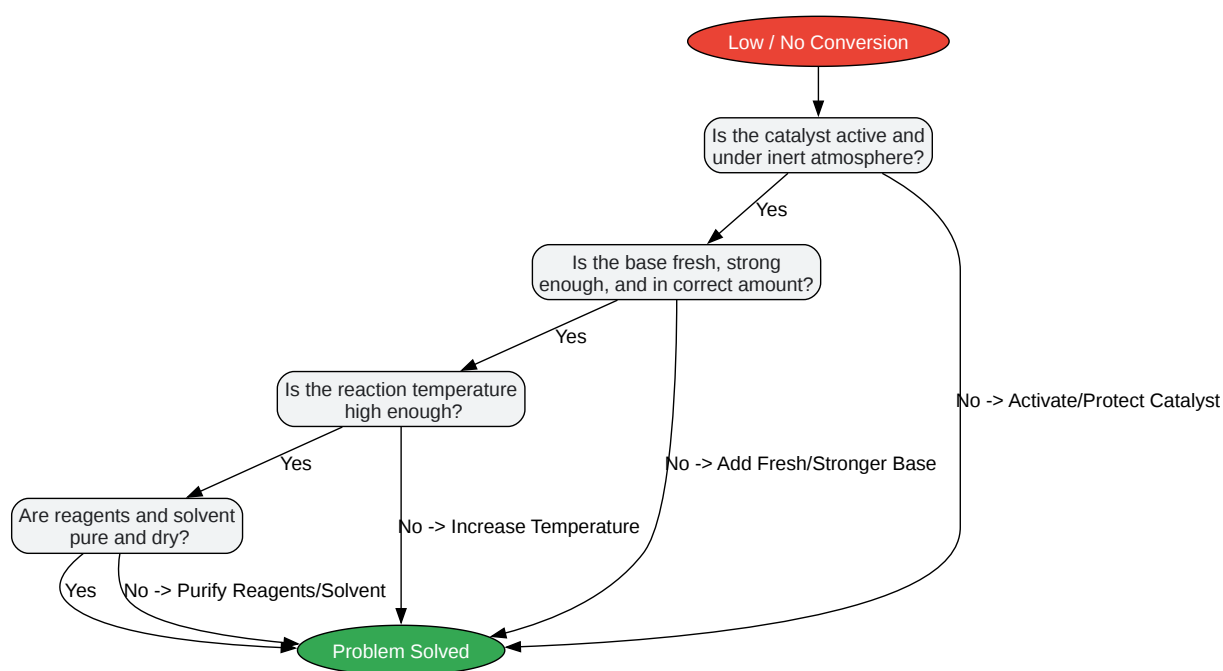 Low / No Conversion
Is the catalyst active and
under inert atmosphere?
Yes
Is the base fresh, strong
enough, and in correct amount?
Yes
Is the reaction temperature
high enough?
No -> Activate/Protect Catalyst
Yes
No -> Add Fresh/Stronger Base
Are reagents and solvent
pure and dry?
No -> Increase Temperature
Yes
No -> Purify Reagents/Solvent
Problem Solved